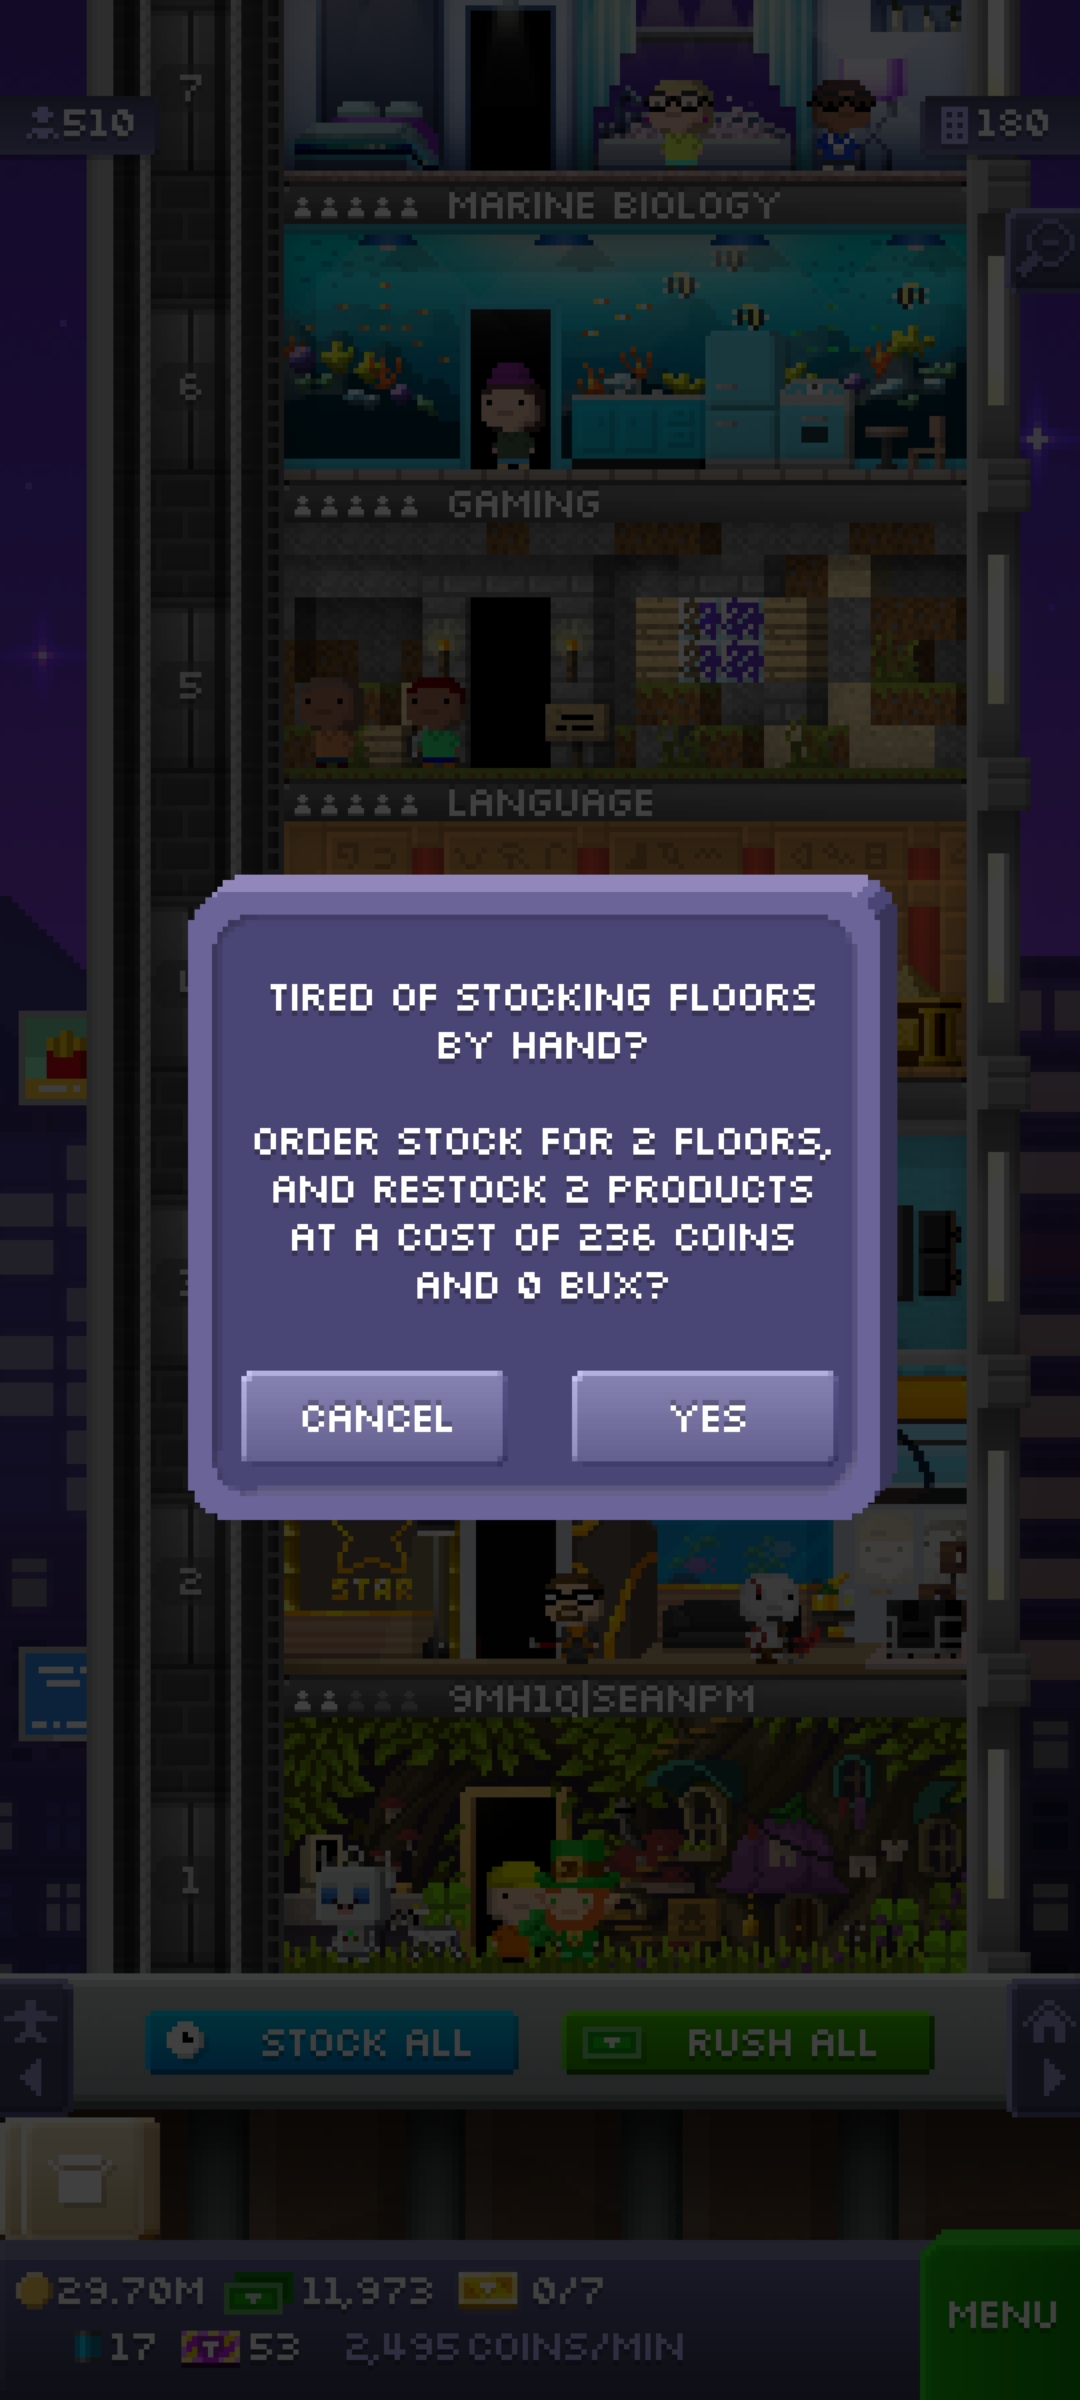 7
510
180
MARINE BIOLOGY
6
GAMING
5
LANGUAGE
TIRED OF STOCKING FLOORS
BY HAND?
ORDER STOCK FOR 2 FLOORS,
AND RESTOCK 2 PRODUCTS
AT A COST OF 236 COINS
AND 0 BUX?
CANCEL
YES
2
STAR
9MH1Q|SEANPM
1
STOCK ALL
RUSH ALL
29.70M
11,973
0/7
MENU
17
53
2,495 COINS/MIN